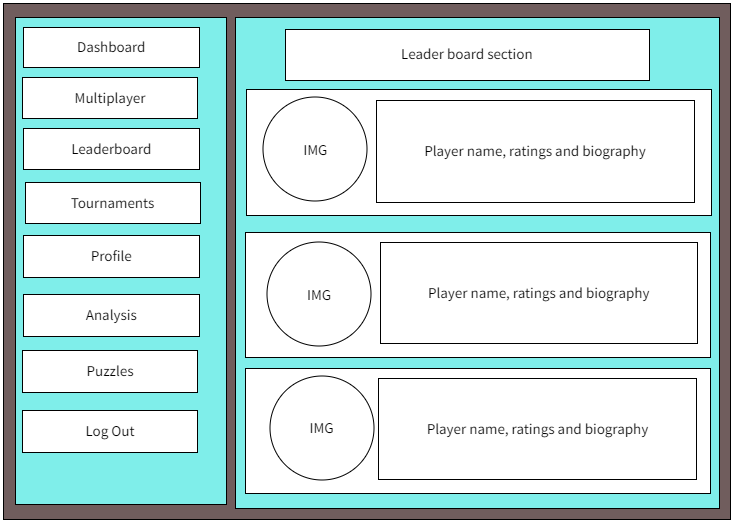 Dashboard
Multiplayer
Leaderboard
Tournaments
Profile
Analysis
Puzzles
Log Out
Leader board section
IMG
Player name, ratings and biography
IMG
Player name, ratings and biography
IMG
Player name, ratings and biography